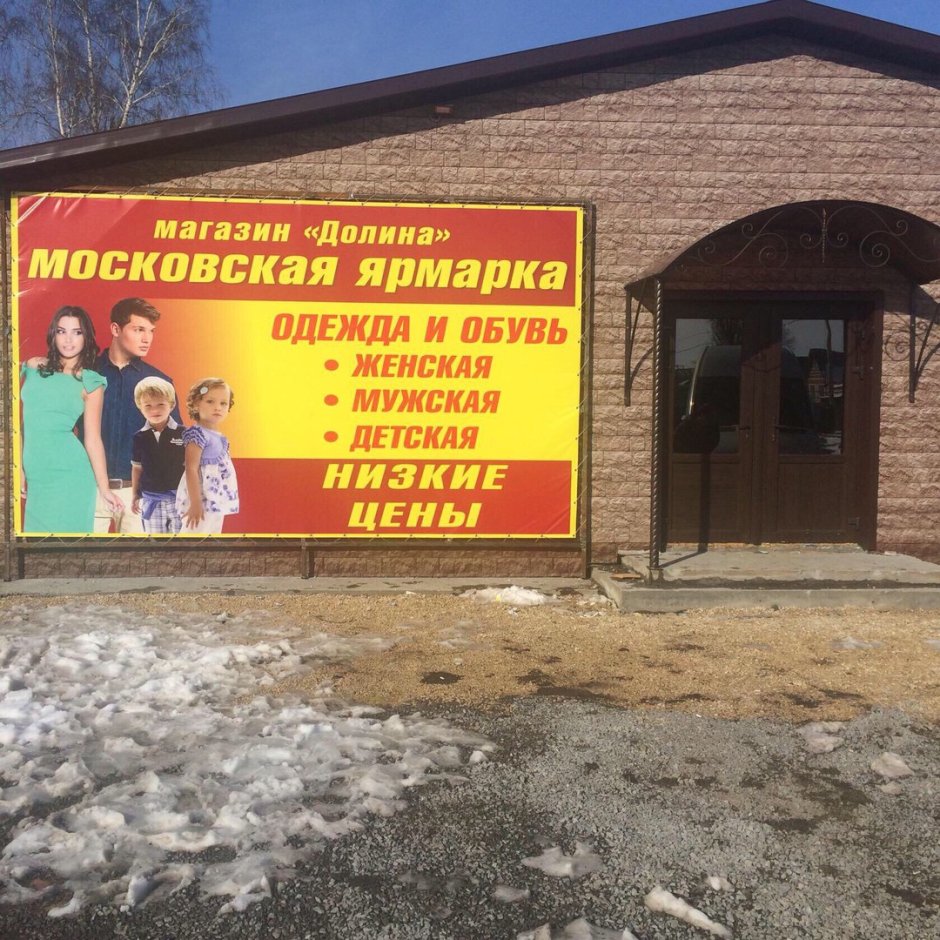 магазин «Долина»
МОСКОВСКАЯ ЯРМАРКА
ОДЕЖДА И ОБУВЬ
• ЖЕНСКАЯ
• МУЖСКАЯ
• ДЕТСКАЯ
НИЗКИЕ
ЦЕНЫ